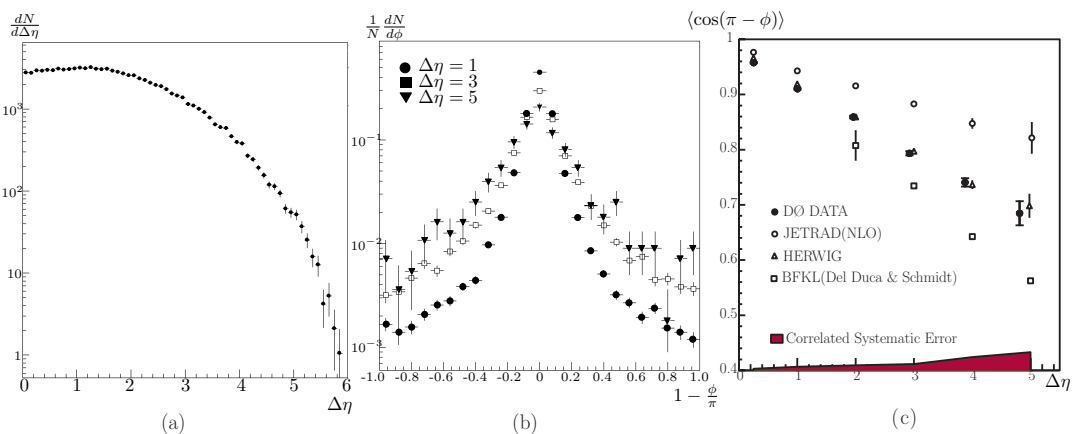 dN/dΔη
10³
10²
10
1
0 1 2 3 4 5 6
Δη
(a)
1/N dN/dϕ
Δη = 1
Δη = 3
Δη = 5
10⁻¹
10⁻²
10⁻³
-1.0 -0.8 -0.6 -0.4 -0.2 0 0.2 0.4 0.6 0.8 1.0
1 − ϕ/π
(b)
⟨cos(π − ϕ)⟩
1
0.9
0.8
0.7
0.6
0.5
0.4
DØ DATA
JETRAD(NLO)
HERWIG
BFKL(Del Duca & Schmidt)
Correlated Systematic Error
0 1 2 3 4 5
Δη
(c)